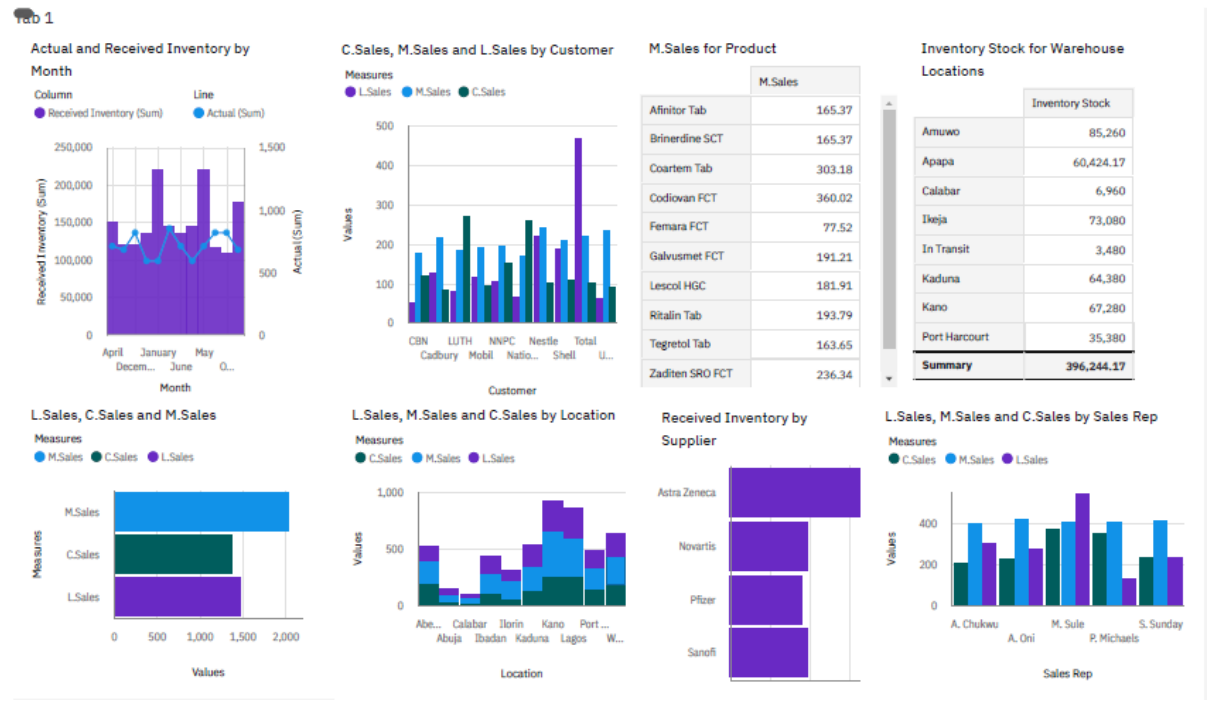 Tab 1
Actual and Received Inventory by
Month
Column
Line
Received Inventory (Sum)
Actual (Sum)
250,000
200,000
150,000
100,000
50,000
0
Received Inventory (Sum)
1,500
1,000
500
0
Actual (Sum)
April
January
May
Decem...
June
O...
Month
C.Sales, M.Sales and L.Sales by Customer
Measures
L.Sales
M.Sales
C.Sales
500
400
300
200
100
0
Values
CBN
LUTH
NNPC
Nestle
Total
Cadbury
Mobil
Natio...
Shell
U...
Customer
M.Sales for Product
M.Sales
Afinitor Tab 165.37
Brinerdine SCT 165.37
Coartem Tab 303.18
Codiovan FCT 360.02
Femara FCT 77.52
Galvusmet FCT 191.21
Lescol HGC 181.91
Ritalin Tab 193.79
Tegretol Tab 163.65
Zaditen SRO FCT 236.34
Inventory Stock for Warehouse
Locations
Inventory Stock
Amuwo 85,260
Apapa 60,424.17
Calabar 6,960
Ikeja 73,080
In Transit 3,480
Kaduna 64,380
Kano 67,280
Port Harcourt 35,380
Summary 396,244.17
L.Sales, C.Sales and M.Sales
Measures
M.Sales
C.Sales
L.Sales
Measures
M.Sales
C.Sales
L.Sales
0
500
1,000
1,500
2,000
Values
L.Sales, M.Sales and C.Sales by Location
Measures
C.Sales
M.Sales
L.Sales
1,000
500
0
Values
Abe...
Calabar
Ilorin
Kano
Port ...
Abuja
Ibadan
Kaduna
Lagos
W...
Location
Received Inventory by
Supplier
Astra Zeneca
Novartis
Pfizer
Sanofi
L.Sales, M.Sales and C.Sales by Sales Rep
Measures
C.Sales
M.Sales
L.Sales
400
200
0
Values
A. Chukwu
M. Sule
S. Sunday
A. Oni
P. Michaels
Sales Rep